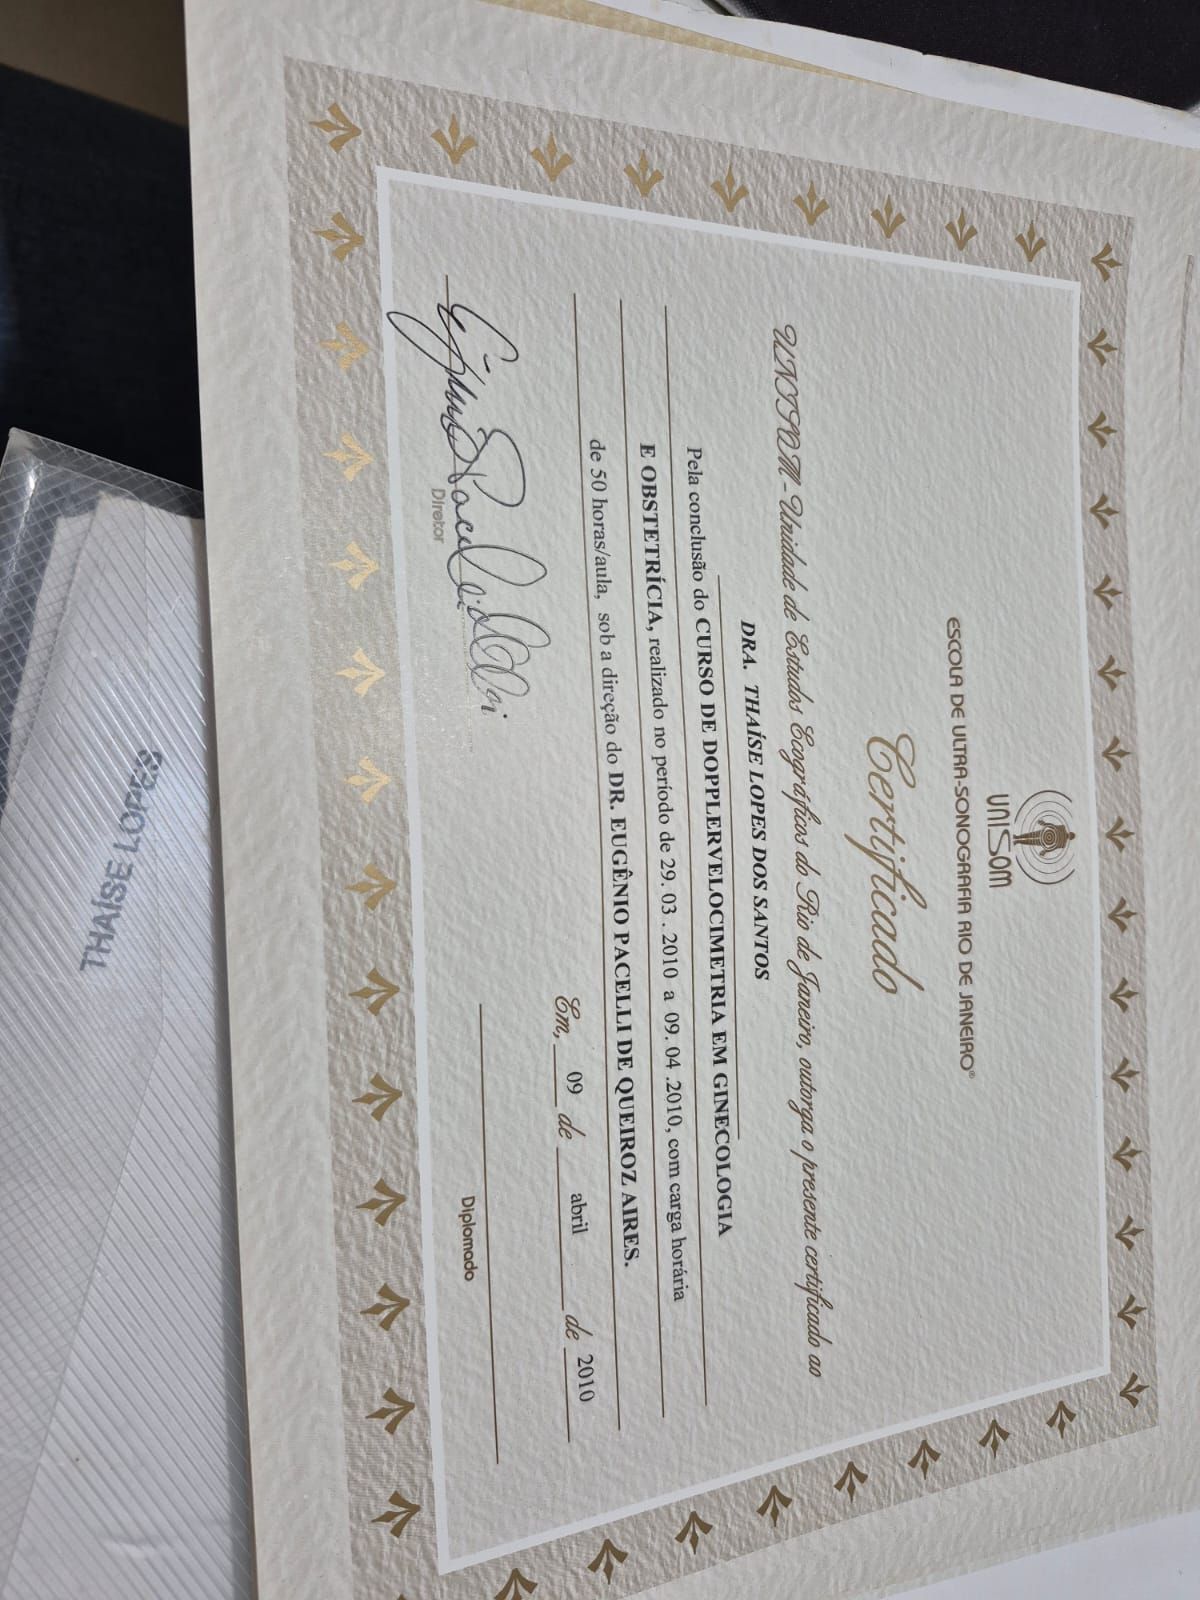 unisom
ESCOLA DE ULTRA-SONOGRAFIA RIO DE JANEIRO®
Certificado
UNISOM - Unidade de Estudos Ecográficos do Rio de Janeiro, outorga o presente certificado ao
DRA. THAÍSE LOPES DOS SANTOS
Pela conclusão do CURSO DE DOPPLERVELOCIMETRIA EM GINECOLOGIA
E OBSTETRÍCIA, realizado no período de 29. 03 . 2010 a 09. 04 .2010, com carga horária
de 50 horas/aula, sob a direção do DR. EUGÊNIO PACELLI DE QUEIROZ AIRES.
Em, 09 de abril de 2010
Diretor
Diplomado
THAISE LOPES